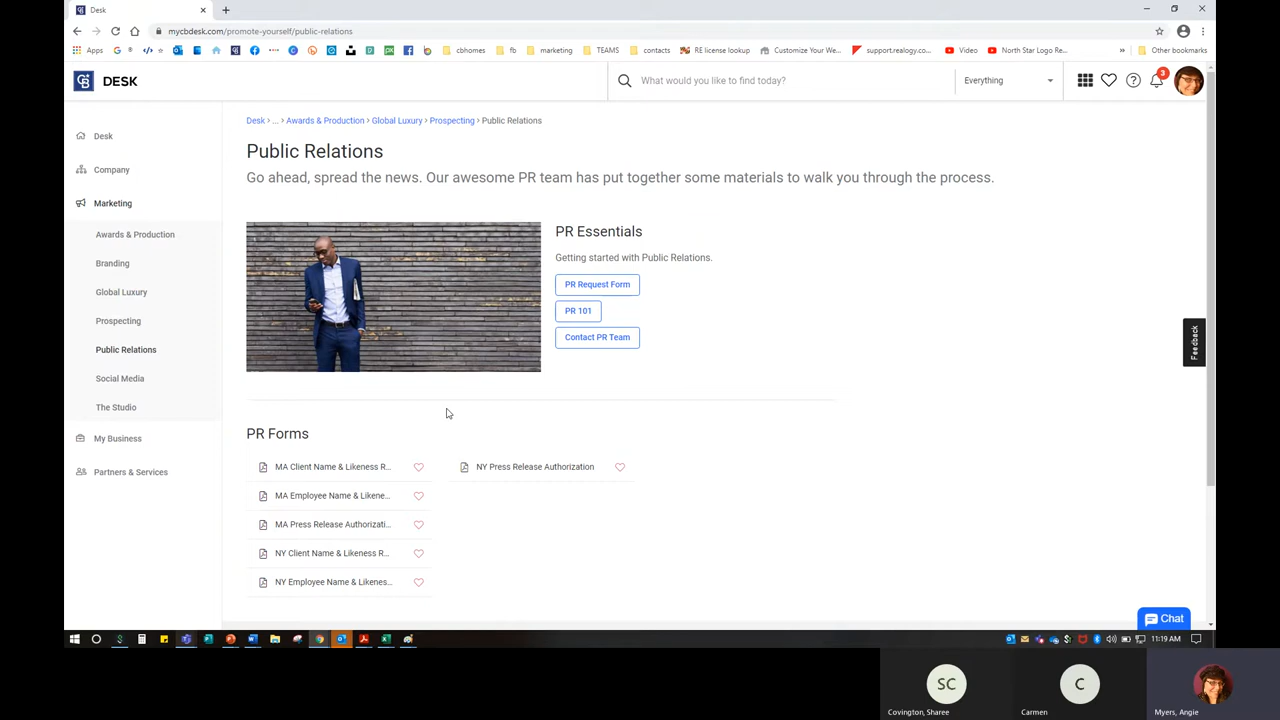 Desk
mycbdesk.com/promote-yourself/public-relations
Apps
G
cbhomes
fb
marketing
TEAMS
contacts
RE license lookup
Customize Your We...
support.realogy.co...
Video
North Star Logo Re...
»
Other bookmarks
CB
DESK
What would you like to find today?
Everything
3
Desk
Company
Marketing
Awards & Production
Branding
Global Luxury
Prospecting
Public Relations
Social Media
The Studio
My Business
Partners & Services
Desk › ... › Awards & Production › Global Luxury › Prospecting › Public Relations
Public Relations
Go ahead, spread the news. Our awesome PR team has put together some materials to walk you through the process.
PR Essentials
Getting started with Public Relations.
PR Request Form
PR 101
Contact PR Team
Feedback
PR Forms
MA Client Name & Likeness R...
NY Press Release Authorization
MA Employee Name & Likene...
MA Press Release Authorizati...
NY Client Name & Likeness R...
NY Employee Name & Likenes...
Chat
11:19 AM
SC
Covington, Sharee
C
Carmen
Myers, Angie